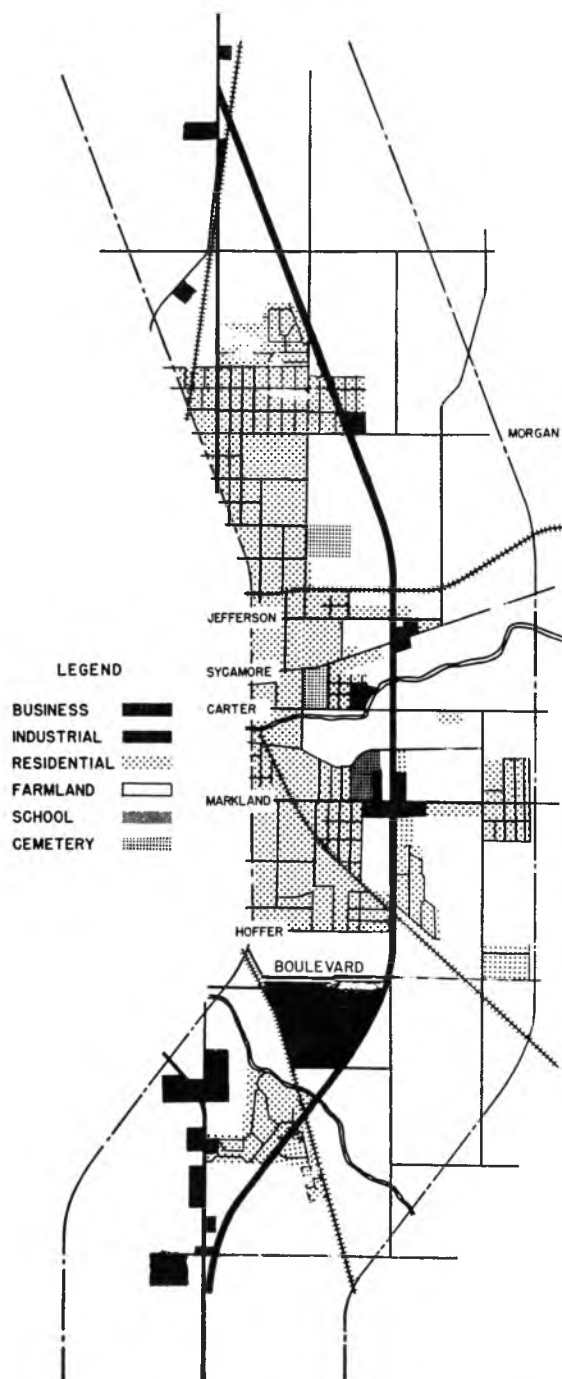 MORGAN
JEFFERSON
SYCAMORE
CARTER
MARKLAND
HOFFER
BOULEVARD
LEGEND
BUSINESS
INDUSTRIAL
RESIDENTIAL
FARMLAND
SCHOOL
CEMETERY